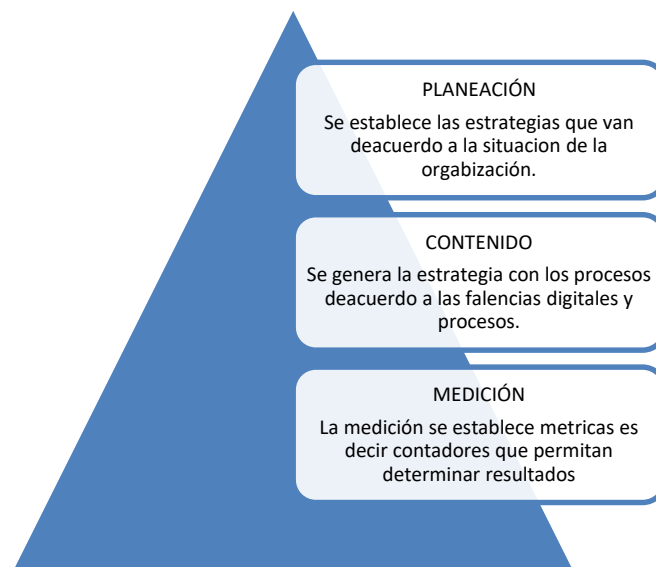 PLANEACIÓN
Se establece las estrategias que van
deacuerdo a la situacion de la
orgabización.
CONTENIDO
Se genera la estrategia con los procesos
deacuerdo a las falencias digitales y
procesos.
MEDICIÓN
La medición se establece metricas es
decir contadores que permitan
determinar resultados